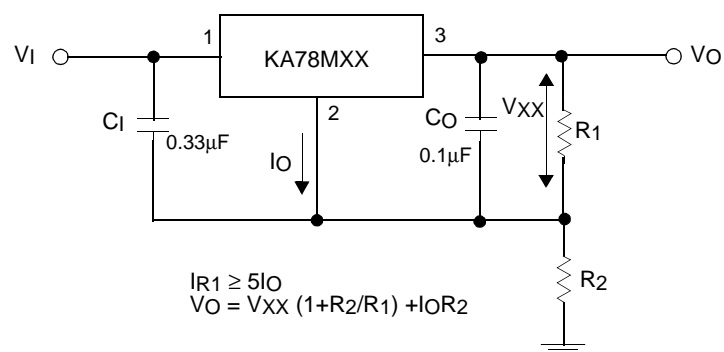 VI
1
KA78MXX
3
VO
2
CI
0.33μF
IO
CO
0.1μF
VXX
R1
R2
IR1 ≥ 5IO
VO = VXX (1+R2/R1) +IOR2